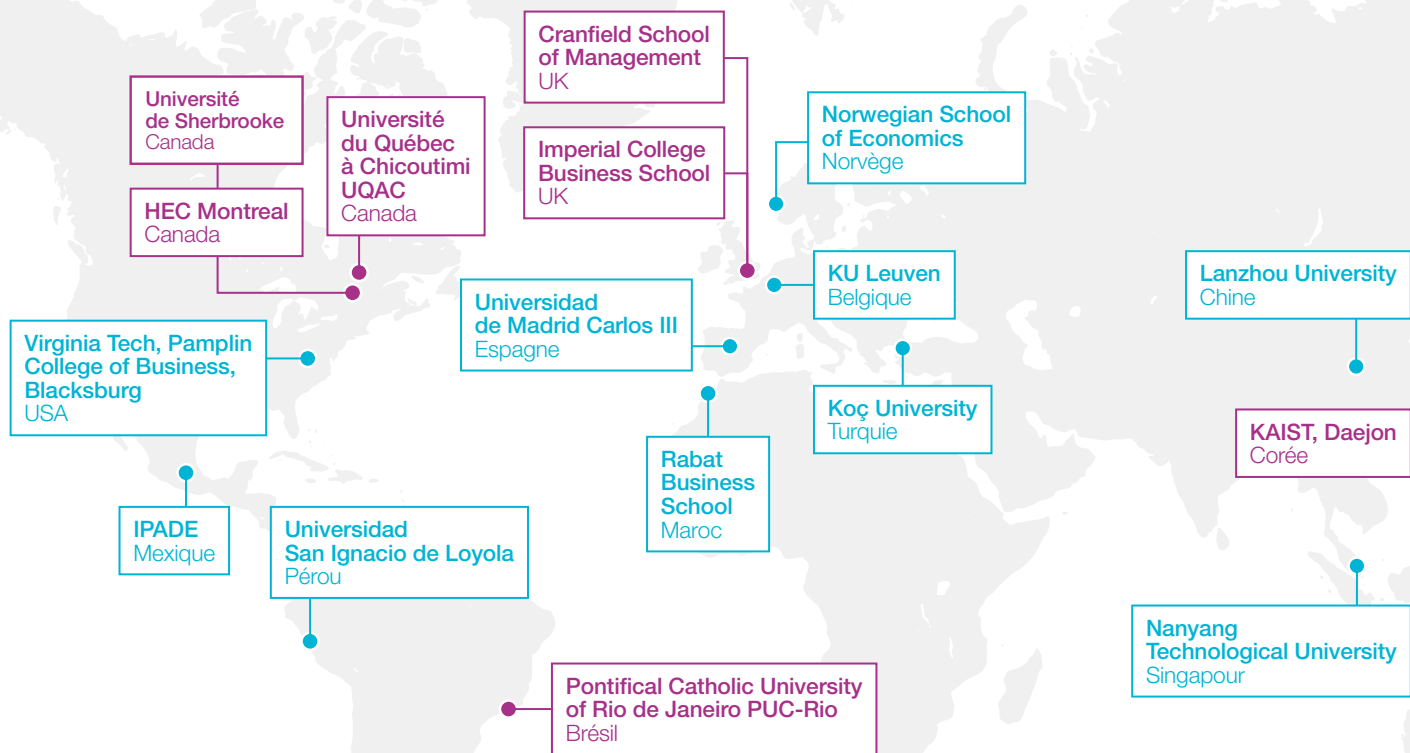 Cranfield School
of Management
UK
Université
de Sherbrooke
Canada
Université
du Québec
à Chicoutimi
UQAC
Canada
Norwegian School
of Economics
Norvège
Imperial College
Business School
UK
HEC Montreal
Canada
KU Leuven
Belgique
Lanzhou University
Chine
Universidad
de Madrid Carlos III
Espagne
Virginia Tech, Pamplin
College of Business,
Blacksburg
USA
Koç University
Turquie
KAIST, Daejon
Corée
Rabat
Business
School
Maroc
IPADE
Mexique
Universidad
San Ignacio de Loyola
Pérou
Nanyang
Technological University
Singapour
Pontifical Catholic University
of Rio de Janeiro PUC-Rio
Brésil